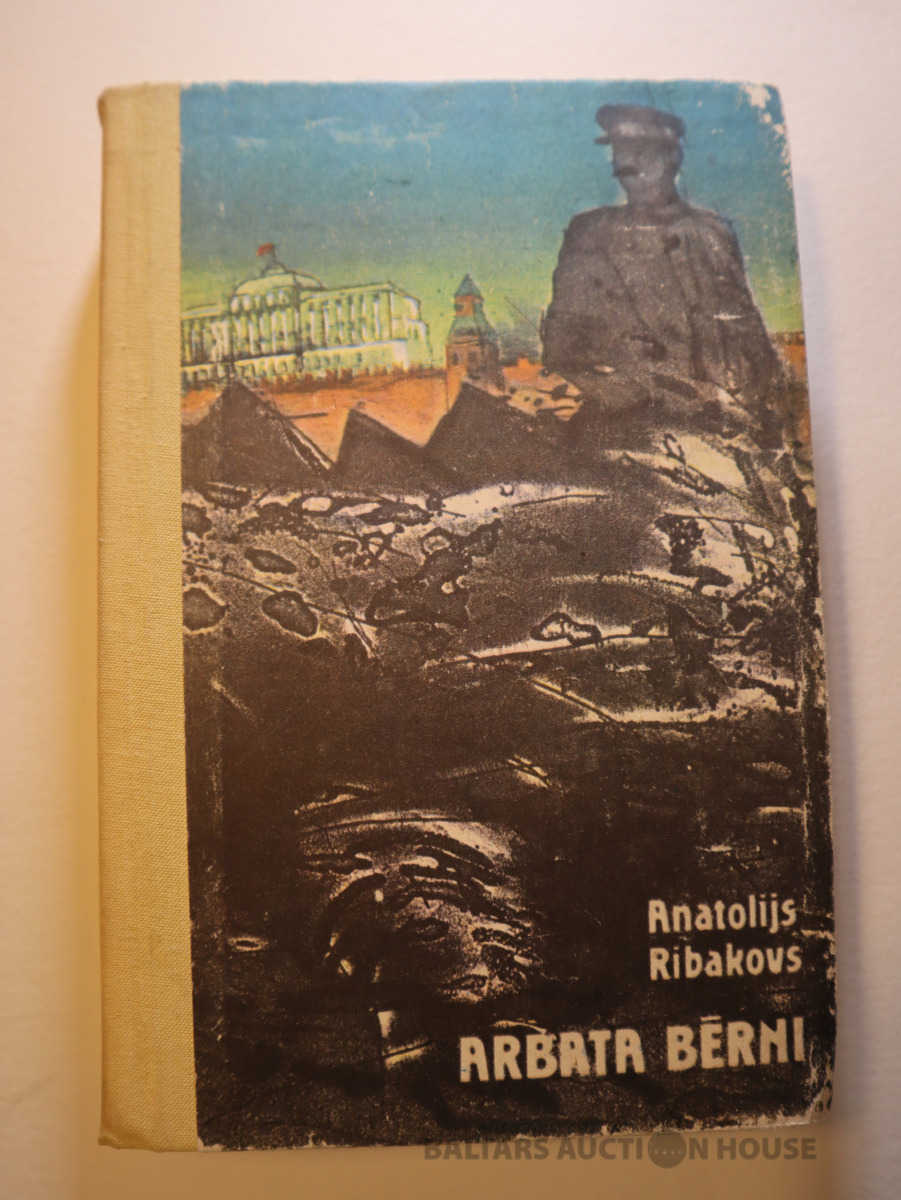 Anatolijs
Ribakovs
ARBATA BĒRNI
BALTARS AUCTION HOUSE